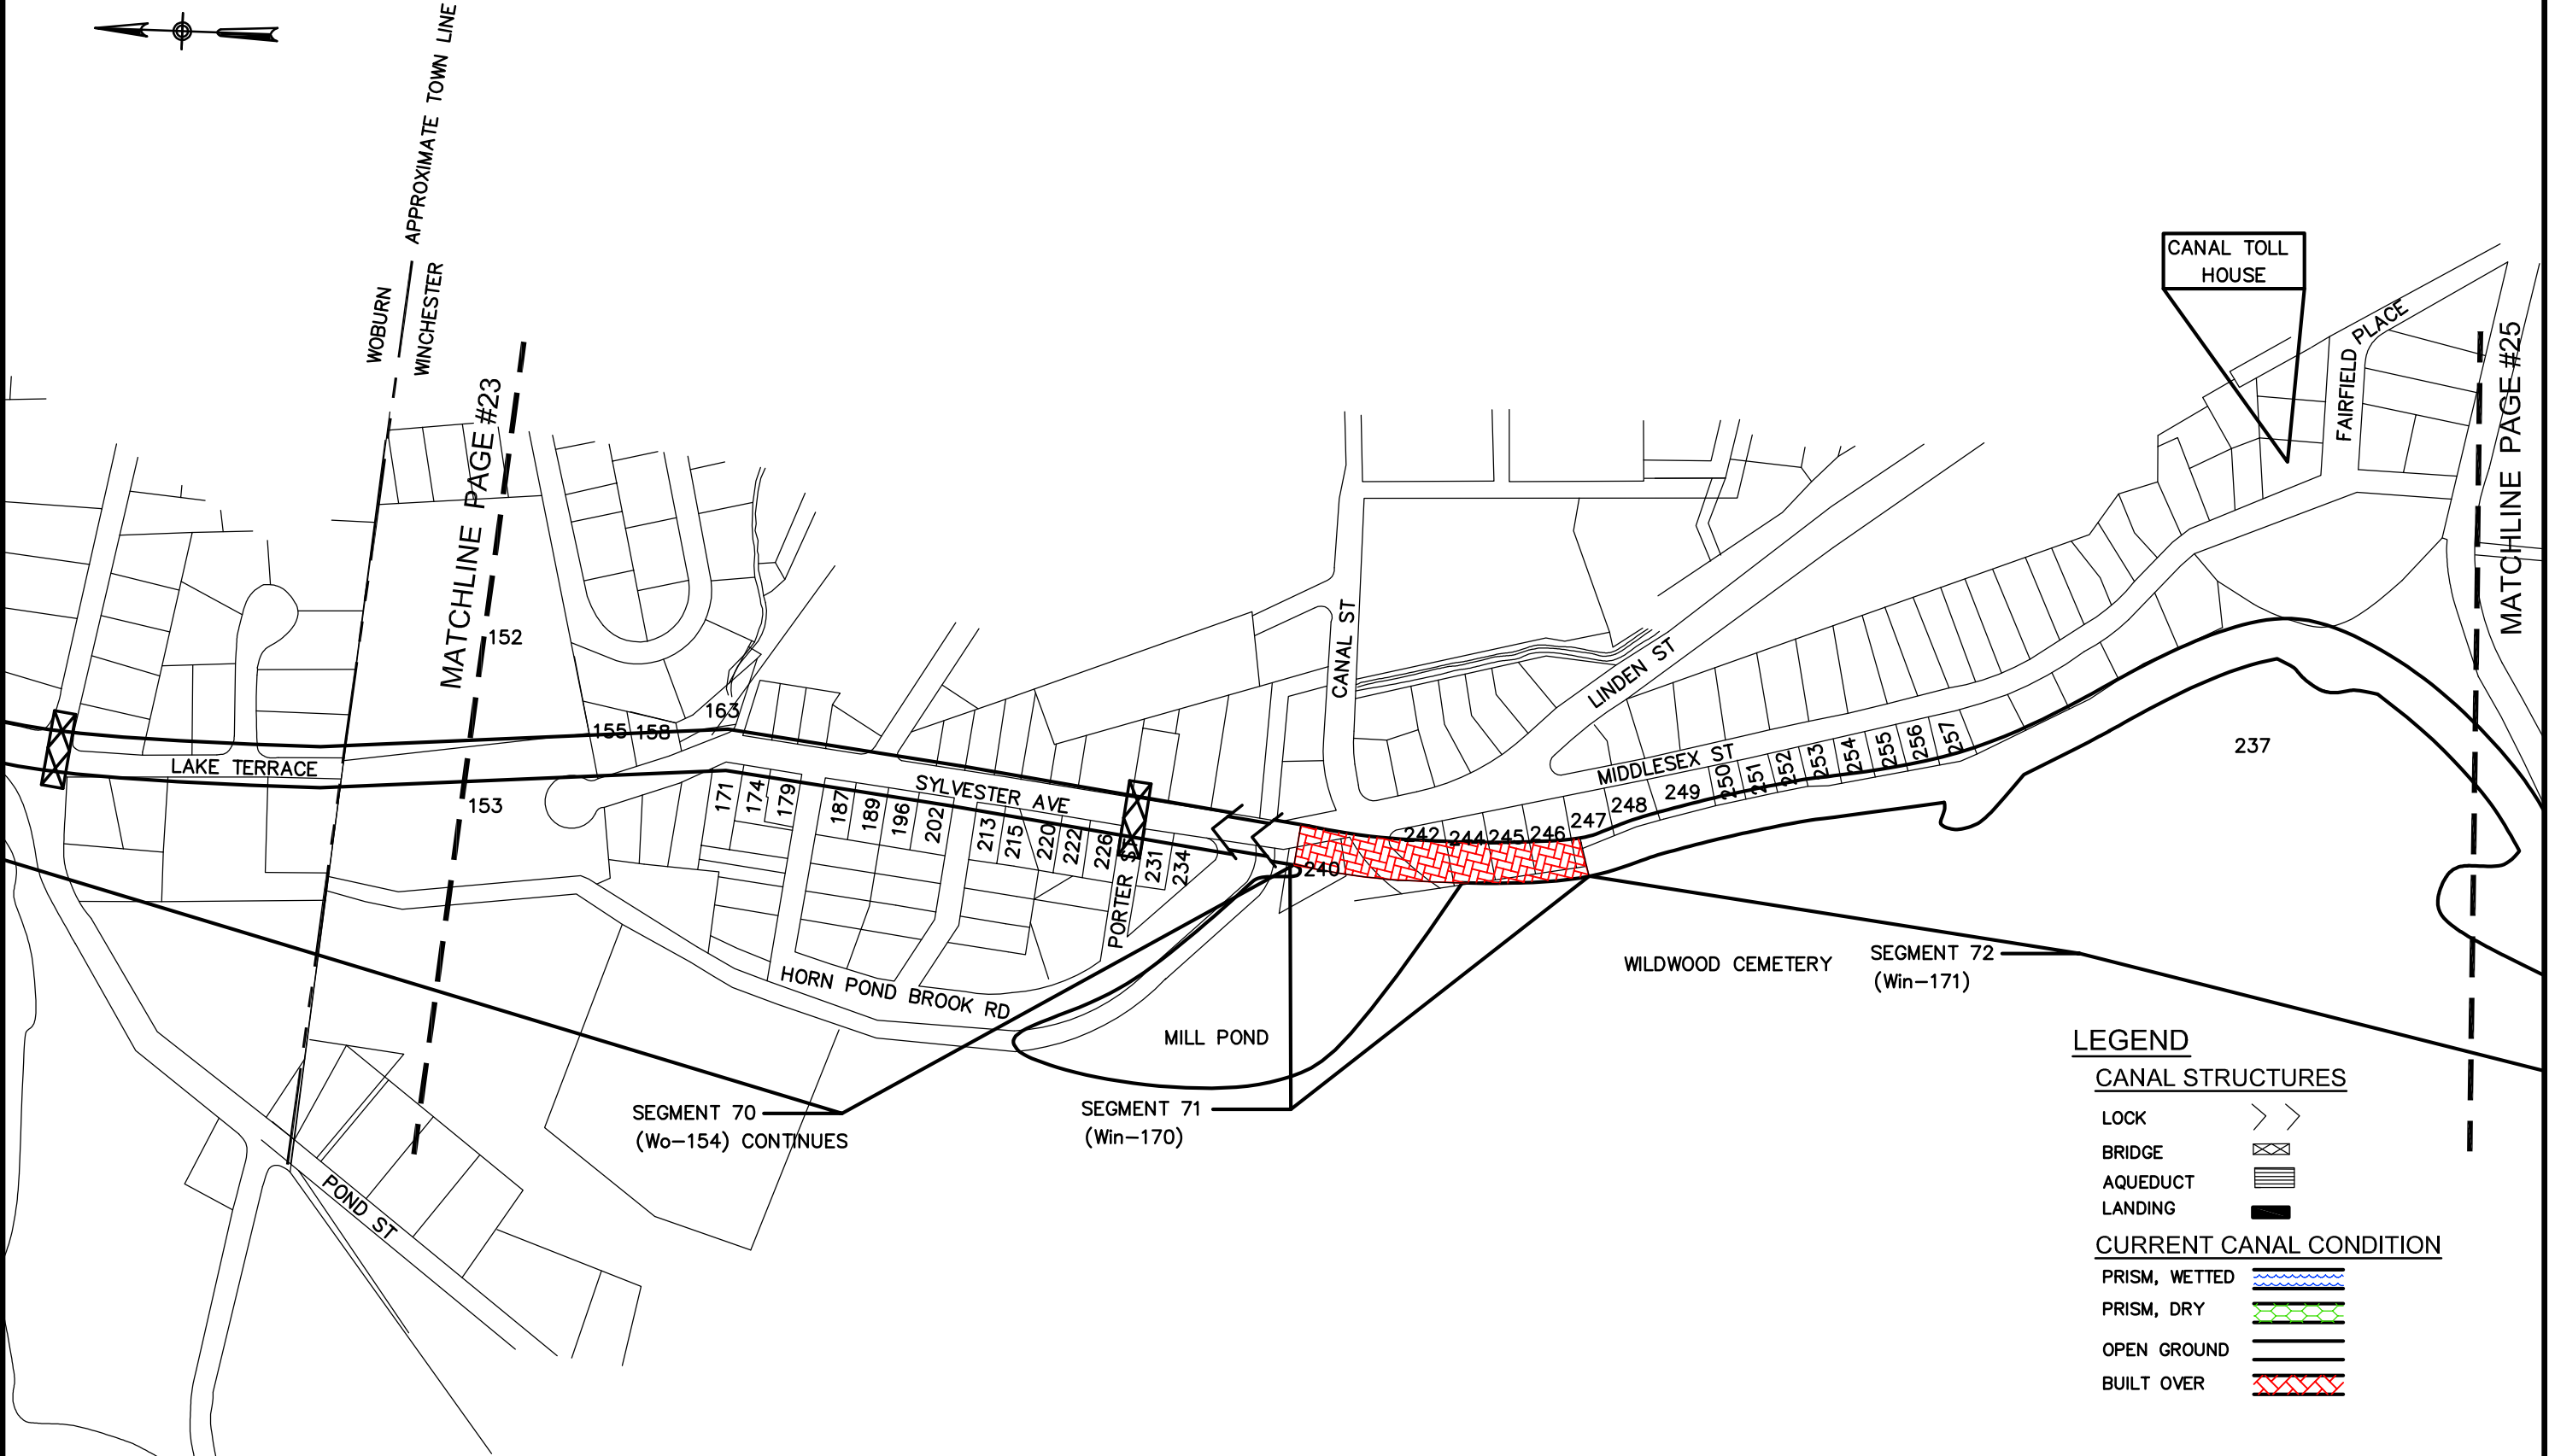 APPROXIMATE TOWN LINE
WOBURN
WINCHESTER
MATCHLINE PAGE #23
CANAL TOLL
HOUSE
FAIRFIELD PLACE
MATCHLINE PAGE #25
152
153
155
158
163
LAKE TERRACE
SYLVESTER AVE
171
174
179
187
189
196
202
213
215
220
222
226
231
234
PORTER ST
CANAL ST
LINDEN ST
MIDDLESEX ST
240
242
244
245
246
247
248
249
250
251
252
253
254
255
256
257
237
HORN POND BROOK RD
MILL POND
WILDWOOD CEMETERY
SEGMENT 72
(Win-171)
SEGMENT 70
(Wo-154) CONTINUES
SEGMENT 71
(Win-170)
POND ST
LEGEND
CANAL STRUCTURES
LOCK
BRIDGE
AQUEDUCT
LANDING
CURRENT CANAL CONDITION
PRISM, WETTED
PRISM, DRY
OPEN GROUND
BUILT OVER